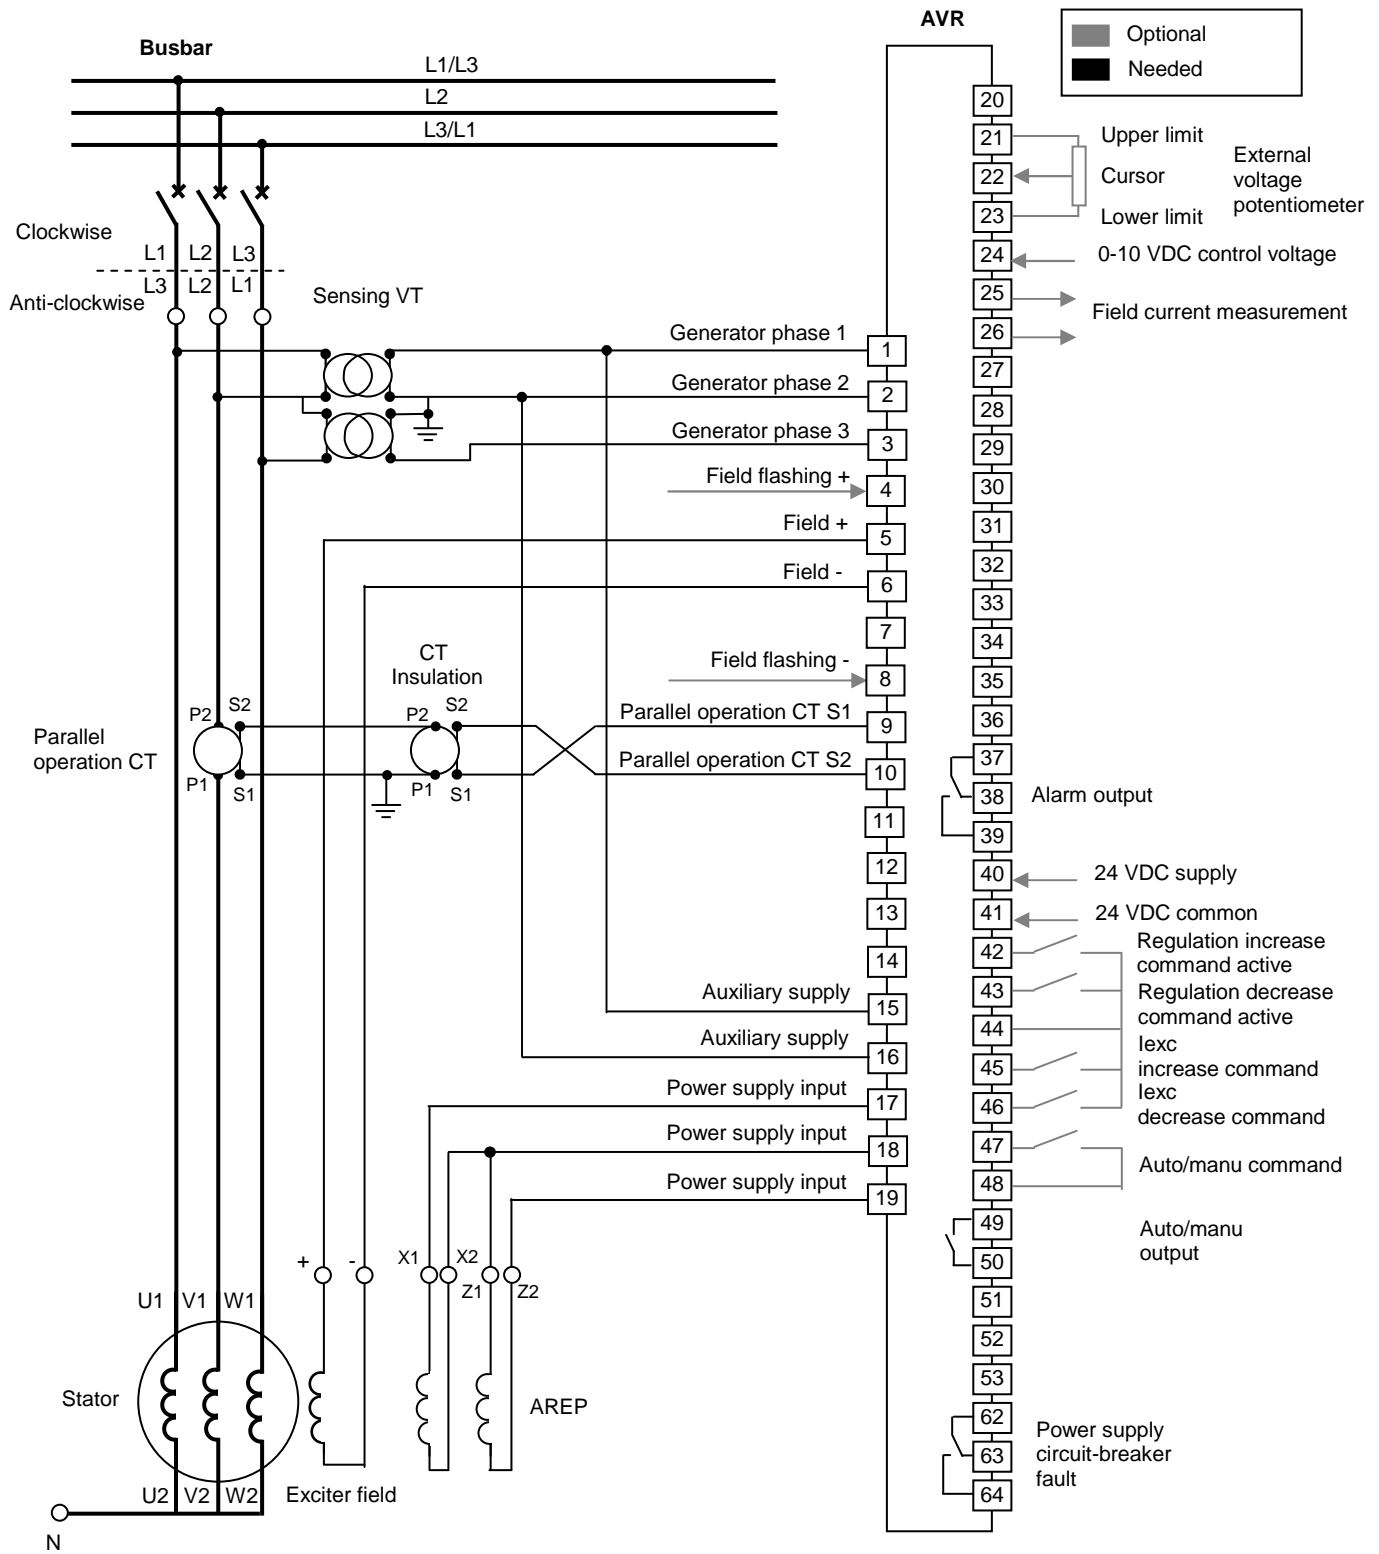 AVR
Optional
Needed
Busbar
L1/L3
L2
L3/L1
Clockwise
L1 L2 L3
L3 L2 L1
Anti-clockwise
Sensing VT
Generator phase 1
Generator phase 2
Generator phase 3
Field flashing +
Field +
Field -
Field flashing -
CT
Insulation
Parallel operation CT S1
Parallel operation CT S2
P2 S2
P1 S1
P2 S2
P1 S1
Parallel
operation CT
Auxiliary supply
Auxiliary supply
Power supply input
Power supply input
Power supply input
+ - X1 X2 Z1 Z2
U1 V1 W1
Stator
AREP
U2 V2 W2
Exciter field
N
1
2
3
4
5
6
7
8
9
10
11
12
13
14
15
16
17
18
19
20
21
22
23
24
25
26
27
28
29
30
31
32
33
34
35
36
37
38
39
40
41
42
43
44
45
46
47
48
49
50
51
52
53
62
63
64
Upper limit
Cursor
Lower limit
External
voltage
potentiometer
0-10 VDC control voltage
Field current measurement
Alarm output
24 VDC supply
24 VDC common
Regulation increase
command active
Regulation decrease
command active
Iexc
increase command
Iexc
decrease command
Auto/manu command
Auto/manu
output
Power supply
circuit-breaker
fault